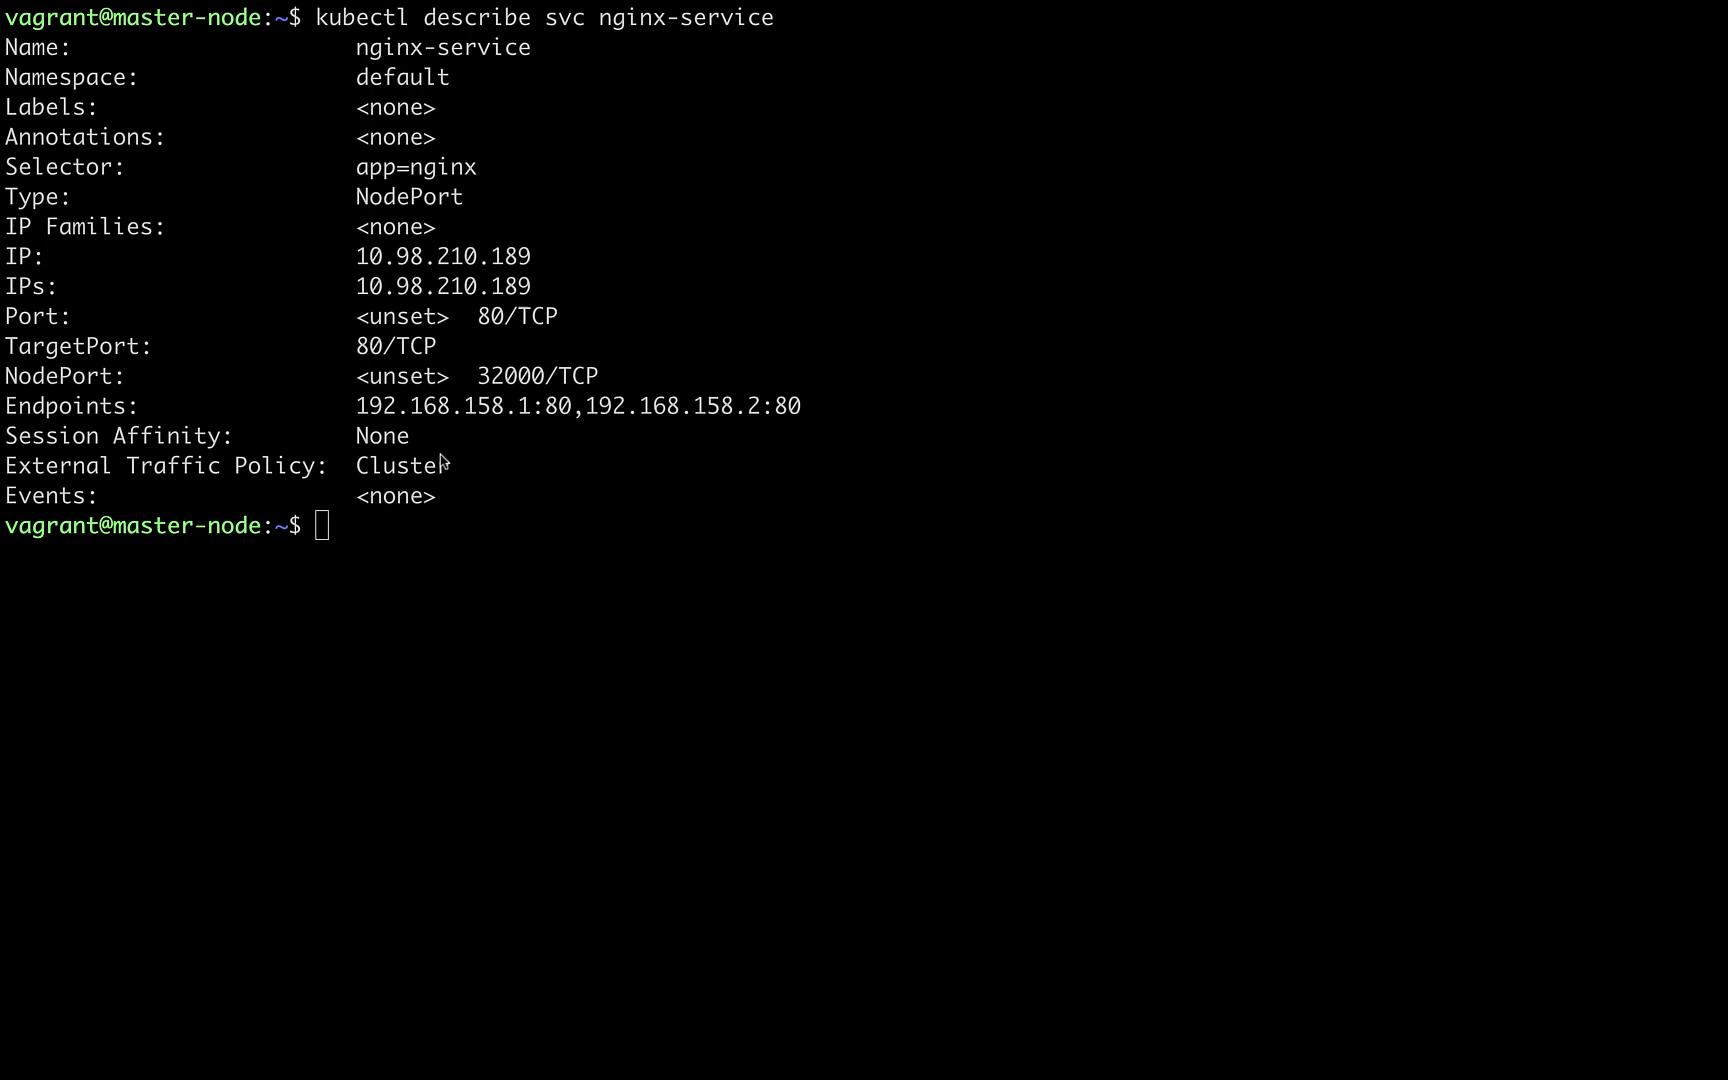 vagrant@master-node:~$ kubectl describe svc nginx-service
Name:                     nginx-service
Namespace:                default
Labels:                   <none>
Annotations:              <none>
Selector:                 app=nginx
Type:                     NodePort
IP Families:              <none>
IP:                       10.98.210.189
IPs:                      10.98.210.189
Port:                     <unset>  80/TCP
TargetPort:               80/TCP
NodePort:                 <unset>  32000/TCP
Endpoints:                192.168.158.1:80,192.168.158.2:80
Session Affinity:         None
External Traffic Policy:  Cluster
Events:                   <none>
vagrant@master-node:~$